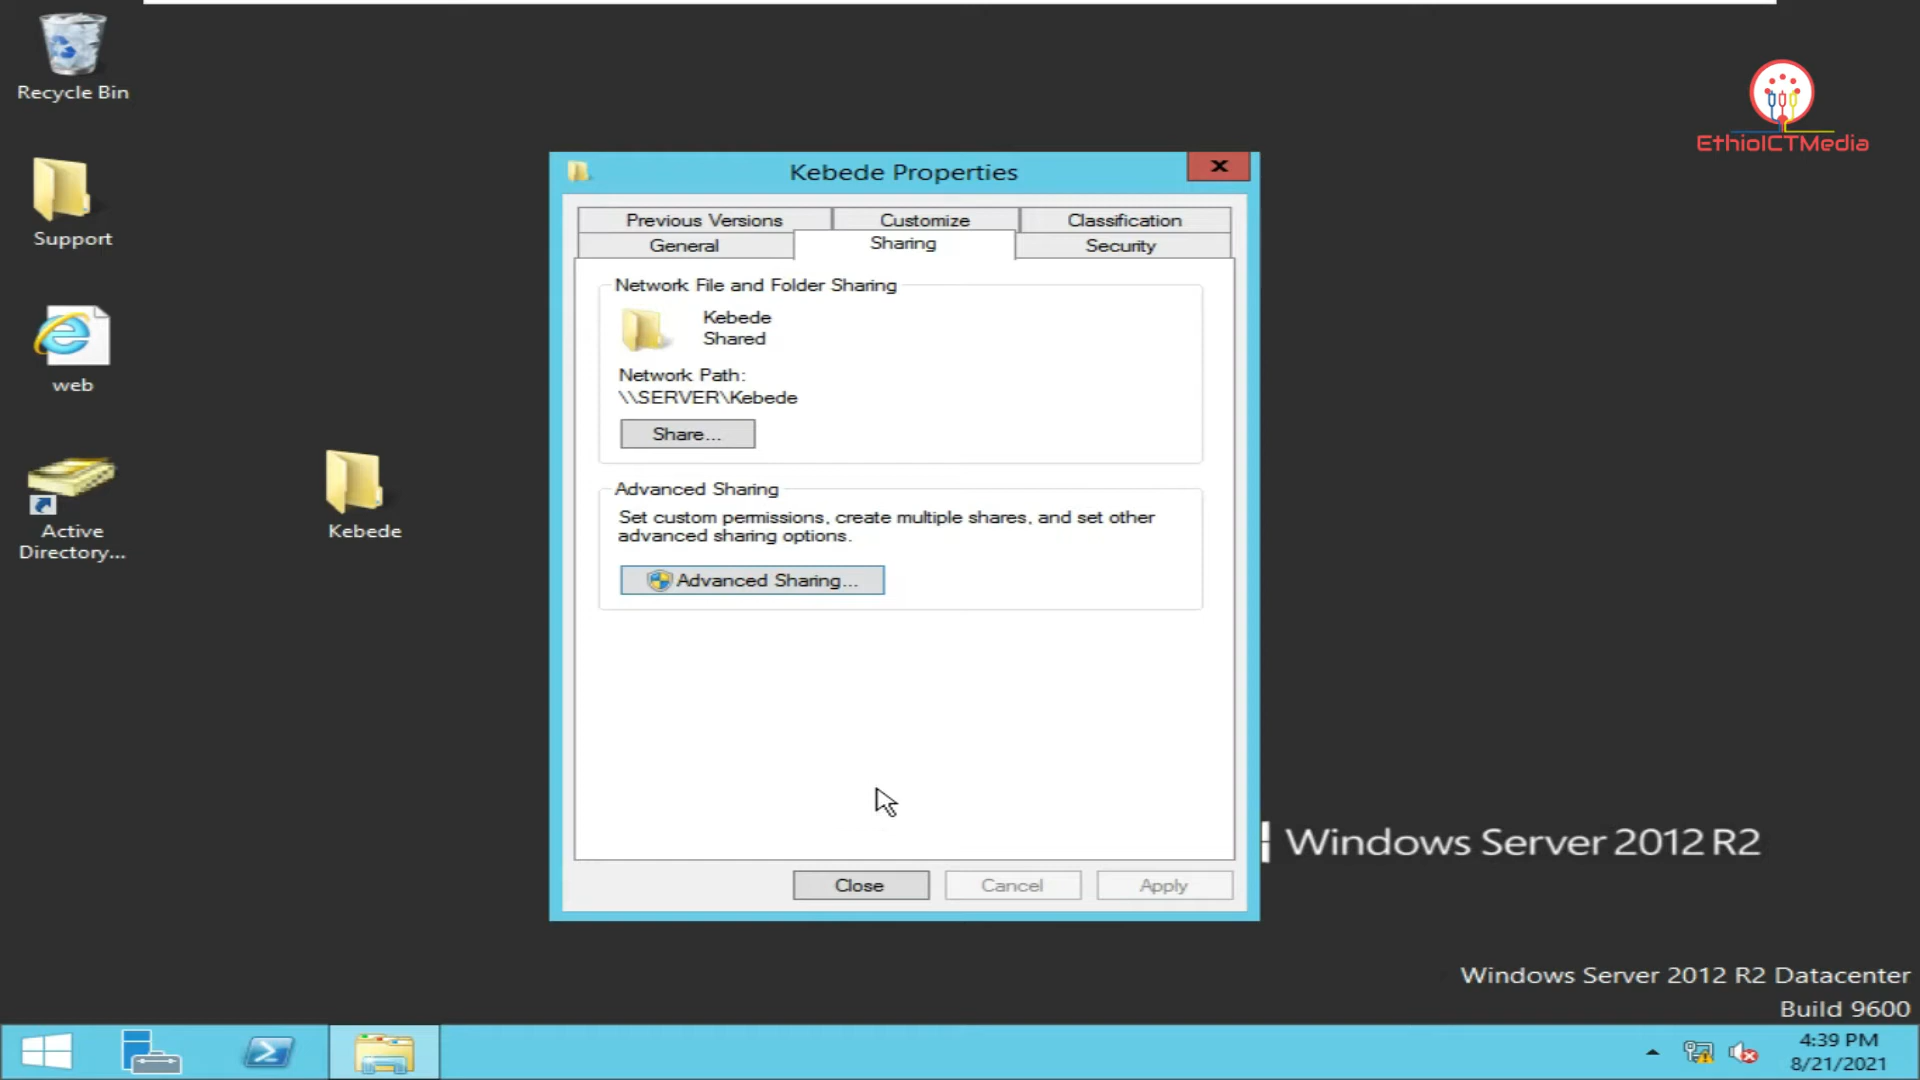 Recycle Bin
Support
web
Active
Directory...
Kebede
EthioICTMedia
Kebede Properties
x
Previous Versions
Customize
Classification
General
Sharing
Security
Network File and Folder Sharing
Kebede
Shared
Network Path:
\\SERVER\Kebede
Share...
Advanced Sharing
Set custom permissions, create multiple shares, and set other
advanced sharing options.
Advanced Sharing...
Close
Cancel
Apply
Windows Server 2012 R2
Windows Server 2012 R2 Datacenter
Build 9600
4:39 PM
8/21/2021